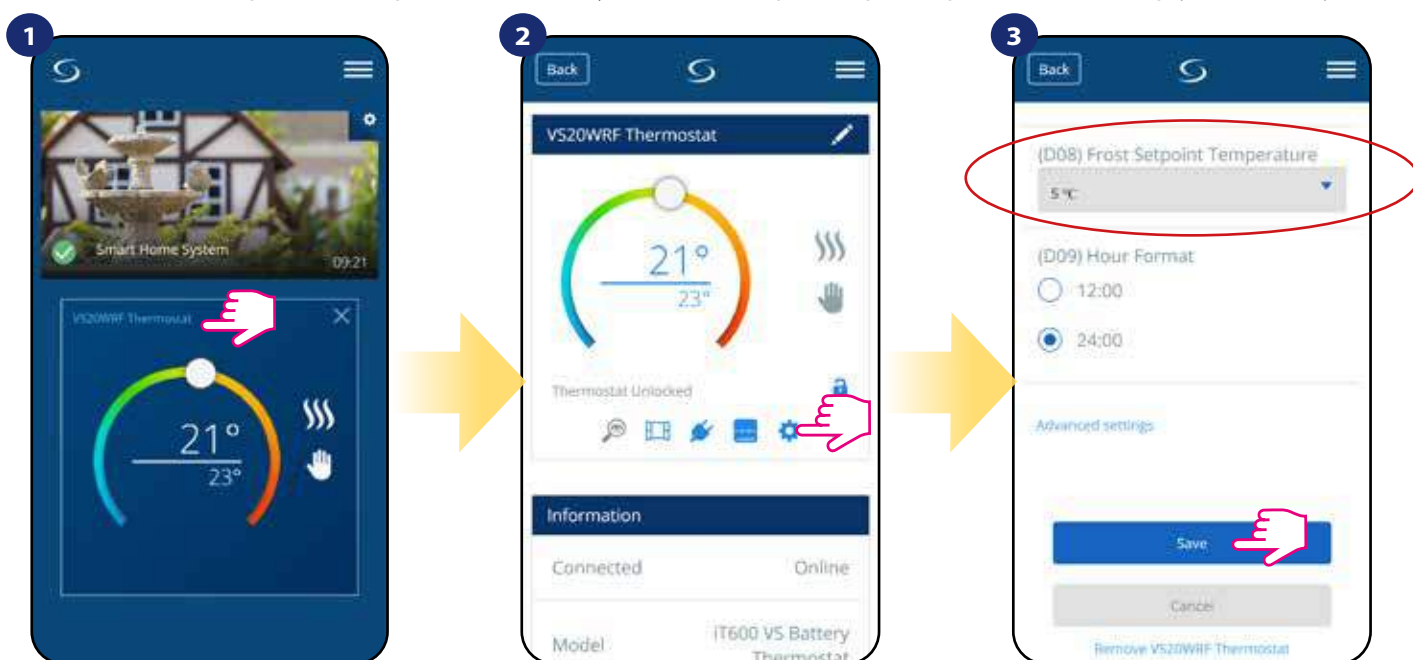 1
Smart Home System
09:21
VS20WRF Thermostat
21°
23°
2
Back
VS20WRF Thermostat
21°
23°
Thermostat Unlocked
Information
Connected Online
Model iT600 VS Battery
Thermostat
3
Back
(D08) Frost Setpoint Temperature
5 °C
(D09) Hour Format
12:00
24:00
Advanced settings
Save
Cancel
Remove VS20WRF Thermostat